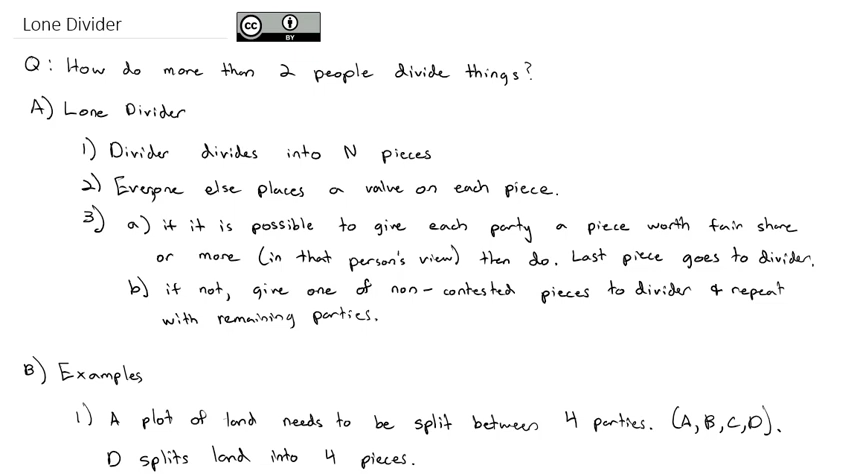 Lone Divider
cc BY
Q: How do more than 2 people divide things?
A) Lone Divider
1) Divider divides into N pieces
2) Everyone else places a value on each piece.
3) a) if it is possible to give each party a piece worth fair share
or more (in that person's view) then do. Last piece goes to divider.
b) if not, give one of non-contested pieces to divider & repeat
with remaining parties.
B) Examples
1) A plot of land needs to be split between 4 parties. (A, B, C, D).
D splits land into 4 pieces.